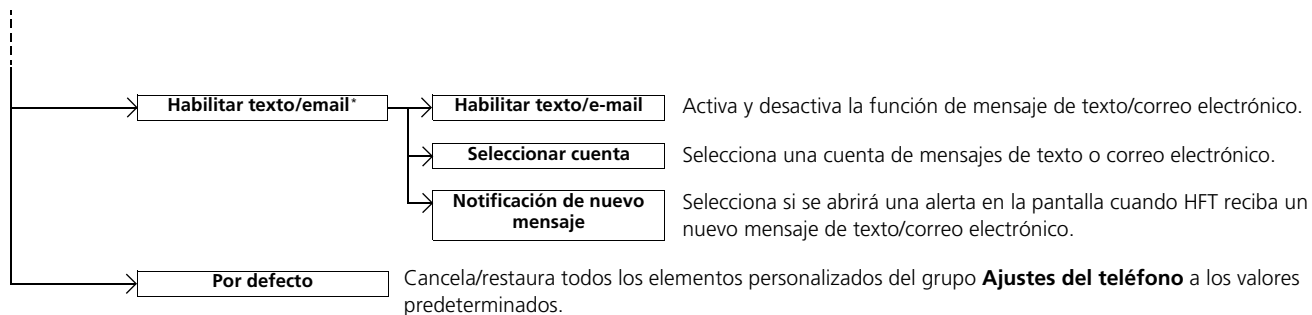 Habilitar texto/email*
Habilitar texto/e-mail
Activa y desactiva la función de mensaje de texto/correo electrónico.
Seleccionar cuenta
Selecciona una cuenta de mensajes de texto o correo electrónico.
Notificación de nuevo
mensaje
Selecciona si se abrirá una alerta en la pantalla cuando HFT reciba un
nuevo mensaje de texto/correo electrónico.
Por defecto
Cancela/restaura todos los elementos personalizados del grupo Ajustes del teléfono a los valores
predeterminados.